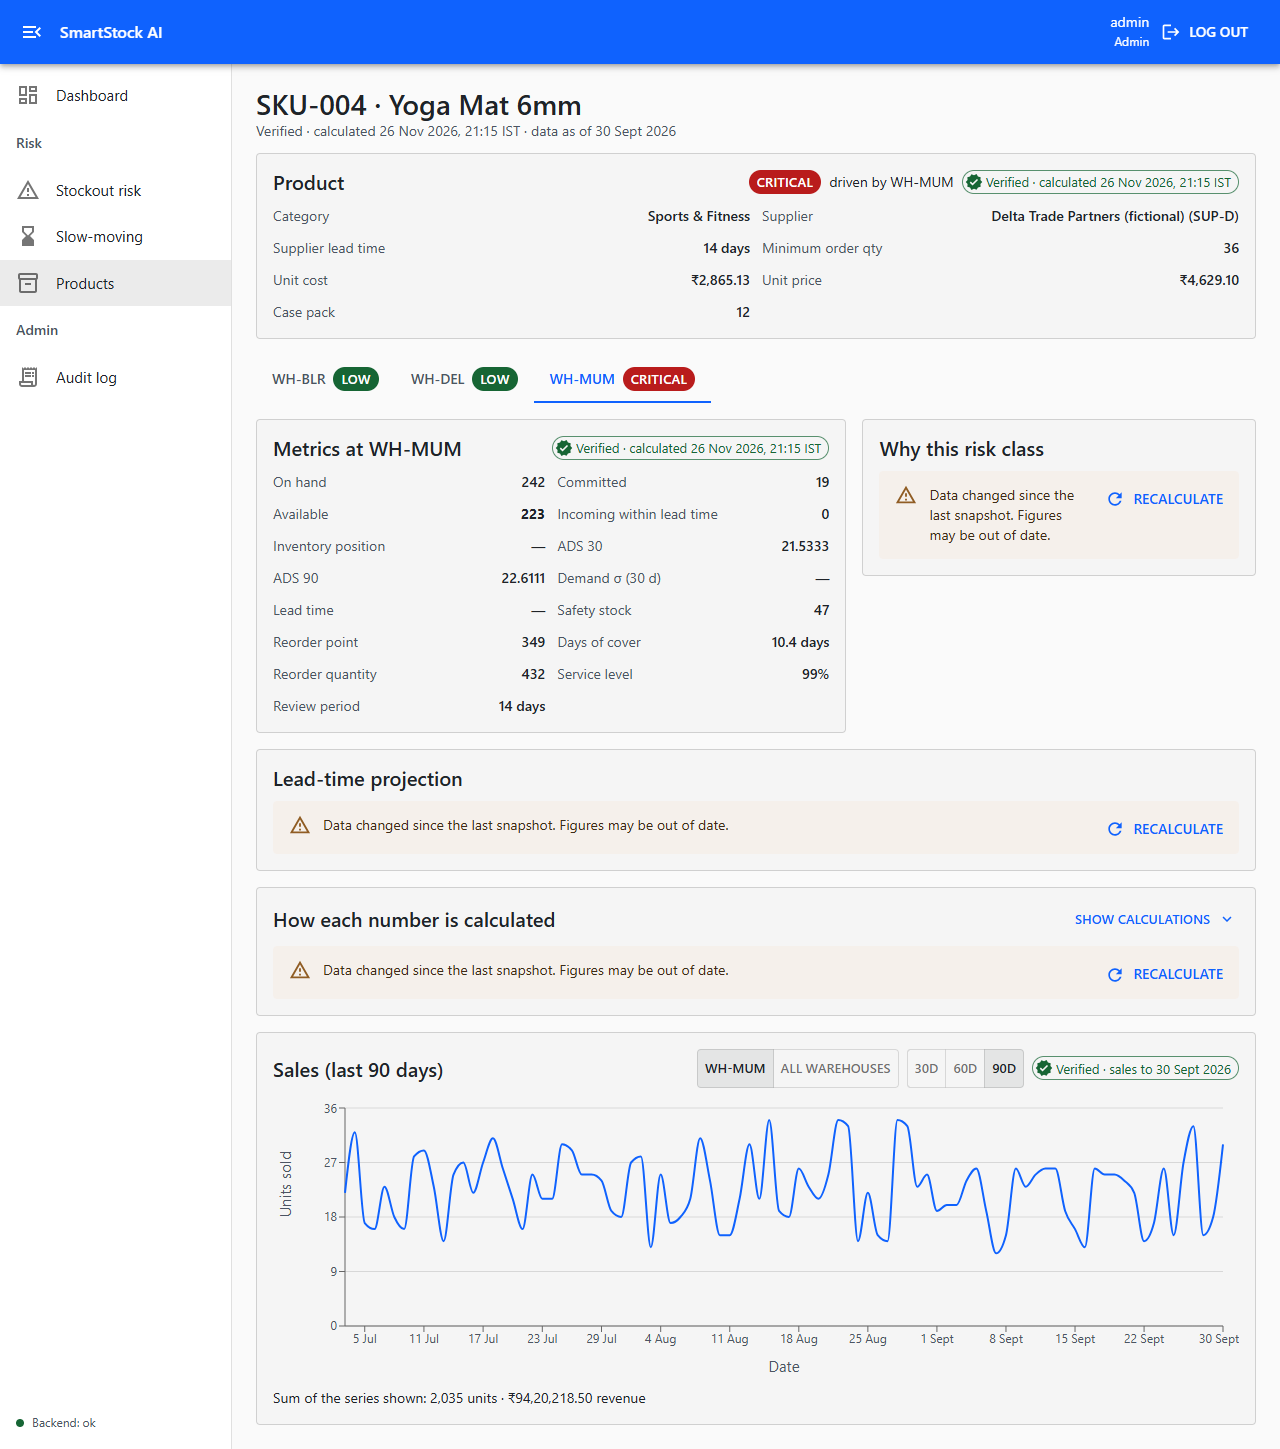 SmartStock AI
admin
Admin
LOG OUT
Dashboard
Risk
Stockout risk
Slow-moving
Products
Admin
Audit log
Backend: ok
SKU-004 · Yoga Mat 6mm
Verified · calculated 26 Nov 2026, 21:15 IST · data as of 30 Sept 2026
Product
CRITICAL driven by WH-MUM Verified · calculated 26 Nov 2026, 21:15 IST
Category Sports & Fitness Supplier Delta Trade Partners (fictional) (SUP-D)
Supplier lead time 14 days Minimum order qty 36
Unit cost ₹2,865.13 Unit price ₹4,629.10
Case pack 12
WH-BLR LOW WH-DEL LOW WH-MUM CRITICAL
Metrics at WH-MUM Verified · calculated 26 Nov 2026, 21:15 IST
On hand 242 Committed 19
Available 223 Incoming within lead time 0
Inventory position — ADS 30 21.5333
ADS 90 22.6111 Demand σ (30 d) —
Lead time — Safety stock 47
Reorder point 349 Days of cover 10.4 days
Reorder quantity 432 Service level 99%
Review period 14 days
Why this risk class
Data changed since the
last snapshot. Figures
may be out of date.
RECALCULATE
Lead-time projection
Data changed since the last snapshot. Figures may be out of date. RECALCULATE
How each number is calculated SHOW CALCULATIONS
Data changed since the last snapshot. Figures may be out of date. RECALCULATE
Sales (last 90 days) WH-MUM ALL WAREHOUSES 30D 60D 90D Verified · sales to 30 Sept 2026
Units sold
36
27
18
9
0
5 Jul 11 Jul 17 Jul 23 Jul 29 Jul 4 Aug 11 Aug 18 Aug 25 Aug 1 Sept 8 Sept 15 Sept 22 Sept 30 Sept
Date
Sum of the series shown: 2,035 units · ₹94,20,218.50 revenue